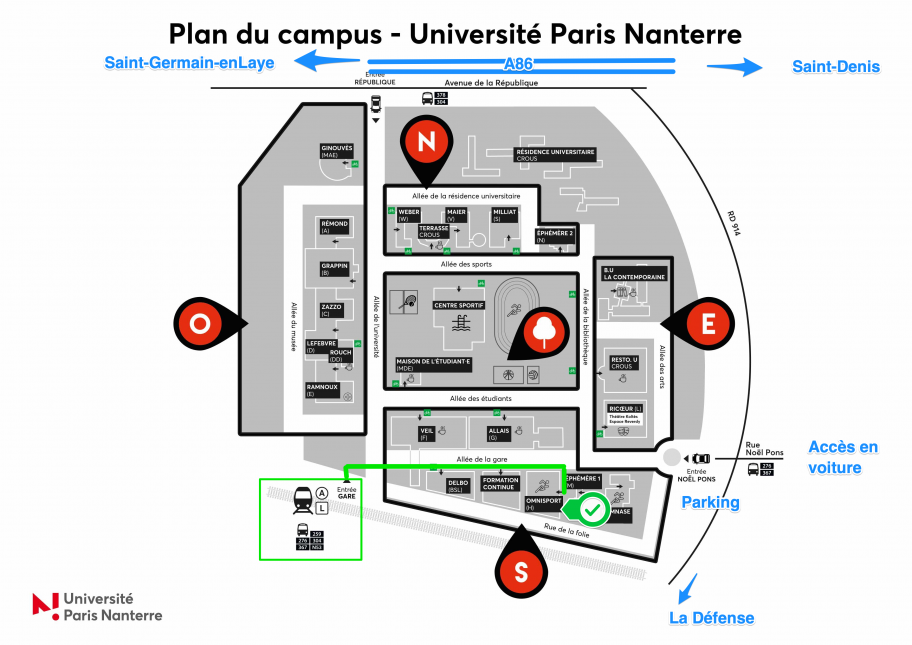 Plan du campus - Université Paris Nanterre
Saint-Germain-enLaye
A86
Saint-Denis
Entrée
RÉPUBLIQUE
Avenue de la République
378
304
N
GINOUVÈS
(MAE)
RÉSIDENCE UNIVERSITAIRE
CROUS
Allée de la résidence universitaire
WEBER
(W)
MAIER
(V)
MILLIAT
(S)
TERRASSE
CROUS
EPHÉMÈRE 2
(N)
RD 914
RÉMOND
(A)
Allée des sports
GRAPPIN
(B)
B.U
LA CONTEMPORAINE
ZAZZO
(C)
CENTRE SPORTIF
O
E
Allée du musée
Allée de l'université
Allée de la bibliothèque
Allée des arts
LEFEBVRE
(D)
ROUCH
(DD)
MAISON DE L'ÉTUDIANT·E
(MDE)
RESTO. U
CROUS
RAMNOUX
(E)
Allée des étudiants
RICŒUR (L)
Théâtre Koltès
Espace Reverdy
VEIL
(F)
ALLAIS
(G)
Allée de la gare
Rue
Noël Pons
276
367
Entrée
NOËL PONS
Accès en
voiture
Entrée
GARE
DELBO
(BSL)
FORMATION
CONTINUE
EPHÉMÈRE 1
(M)
OMNISPORT
(H)
MNASE
Parking
A
L
259
276 304
367 N53
Rue de la folie
S
La Défense
Université
Paris Nanterre